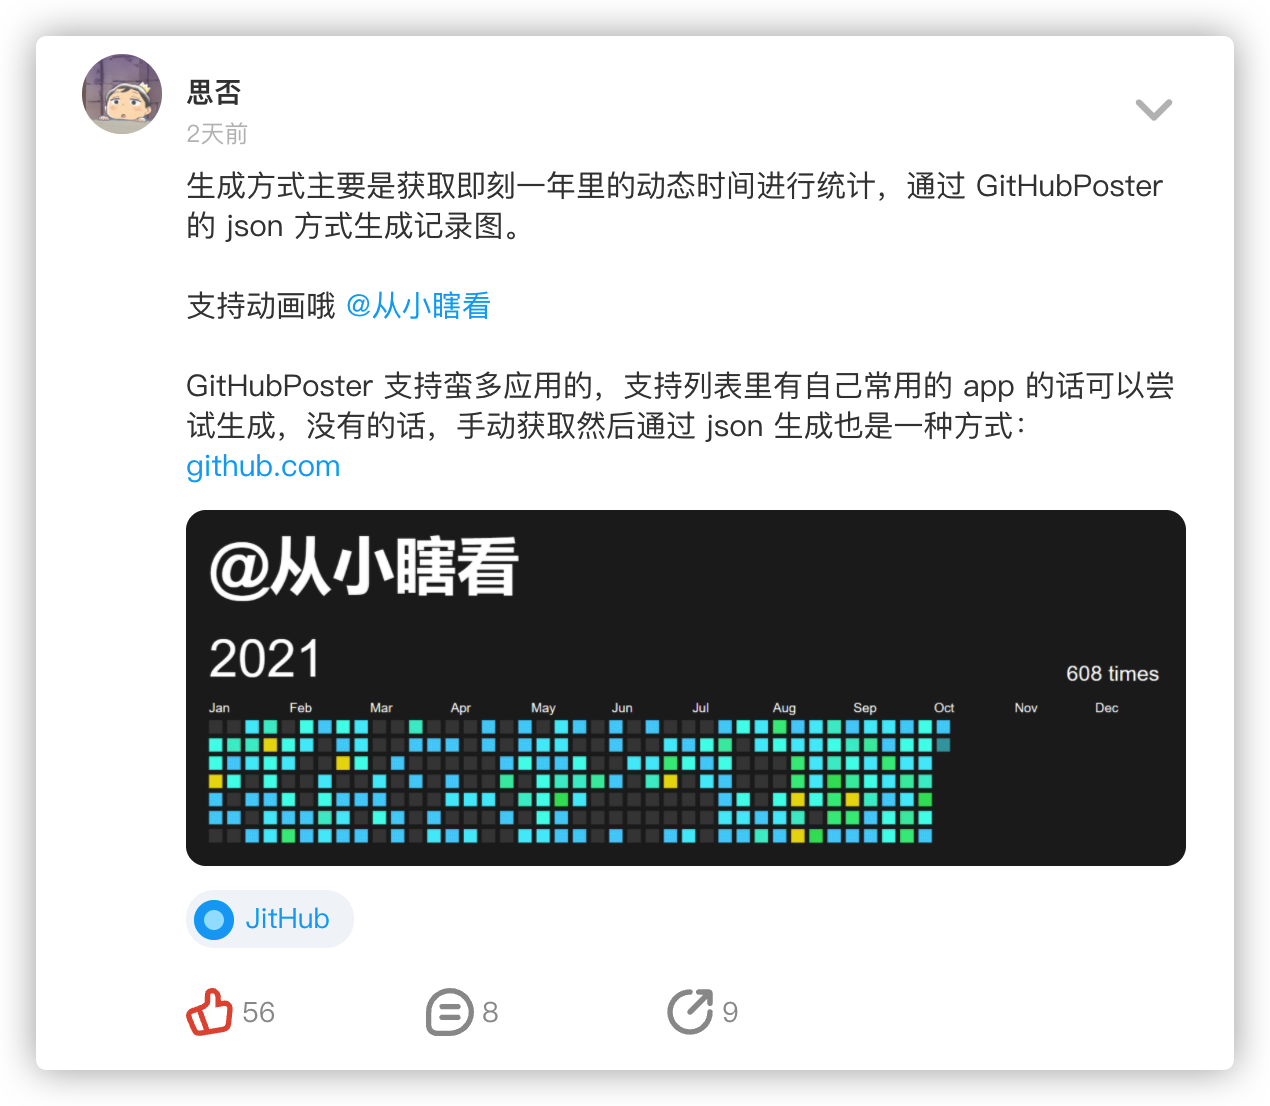 思否
2天前
生成方式主要是获取即刻一年里的动态时间进行统计，通过 GitHubPoster
的 json 方式生成记录图。
支持动画哦 @从小瞎看
GitHubPoster 支持蛮多应用的，支持列表里有自己常用的 app 的话可以尝
试生成，没有的话，手动获取然后通过 json 生成也是一种方式：
github.com
@从小瞎看
2021
608 times
Jan Feb Mar Apr May Jun Jul Aug Sep Oct Nov Dec
JitHub
56 8 9